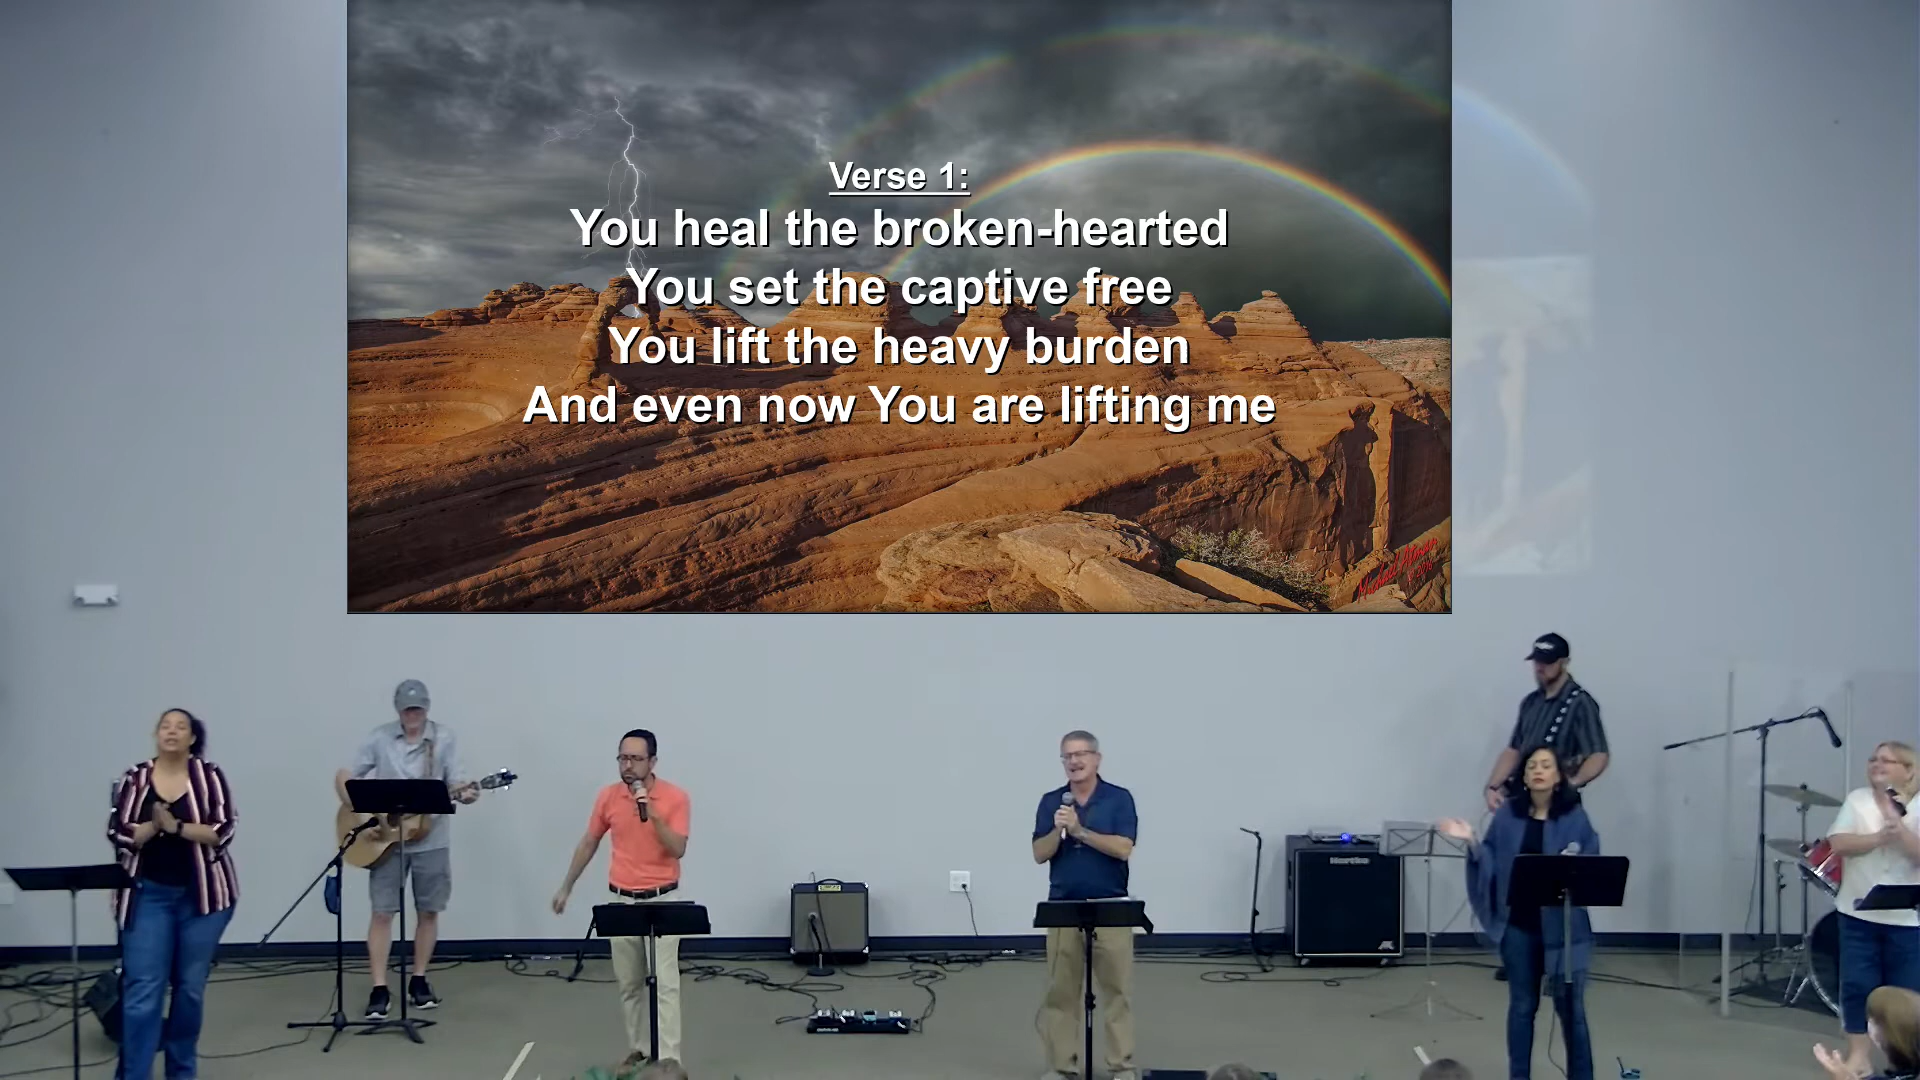 Verse 1:
You heal the broken-hearted
You set the captive free
You lift the heavy burden
And even now You are lifting me
Hartke